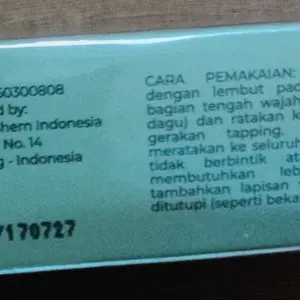 50300808
d by:
hem Indonesia
No. 14
g - Indonesia
/170727
CARA PEMAKAIAN:
dengan lembut pad
bagian tengah wajah
dagu) dan ratakan k
gerakan tapping.
meratakan ke seluruh
tidak berbintik at
membutuhkan leb
tambahkan lapisan
ditutupi (seperti beka